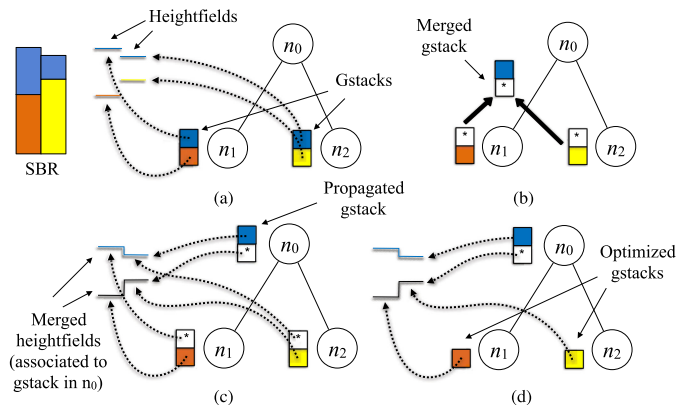 Heightfields
n0
Gstacks
n1
n2
SBR
(a)
Merged
gstack
n0
*
*
*
n1
n2
(b)
Propagated
gstack
n0
*
*
*
n1
n2
Merged
heightfields
(associated to
gstack in n0)
(c)
n0
*
Optimized
gstacks
n1
n2
(d)